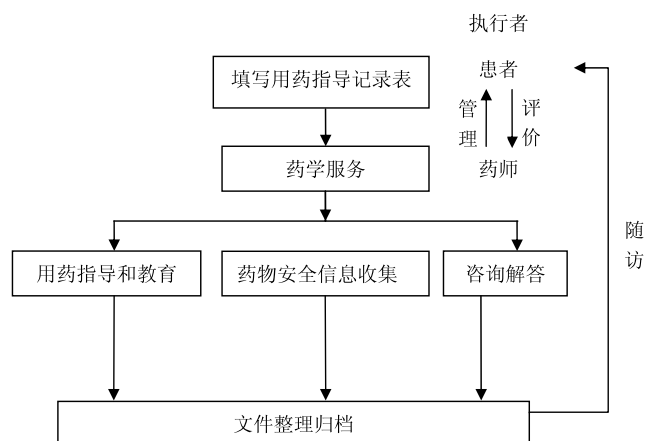 执行者
填写用药指导记录表
患者
管理
评价
药学服务
药师
随访
用药指导和教育
药物安全信息收集
咨询解答
文件整理归档